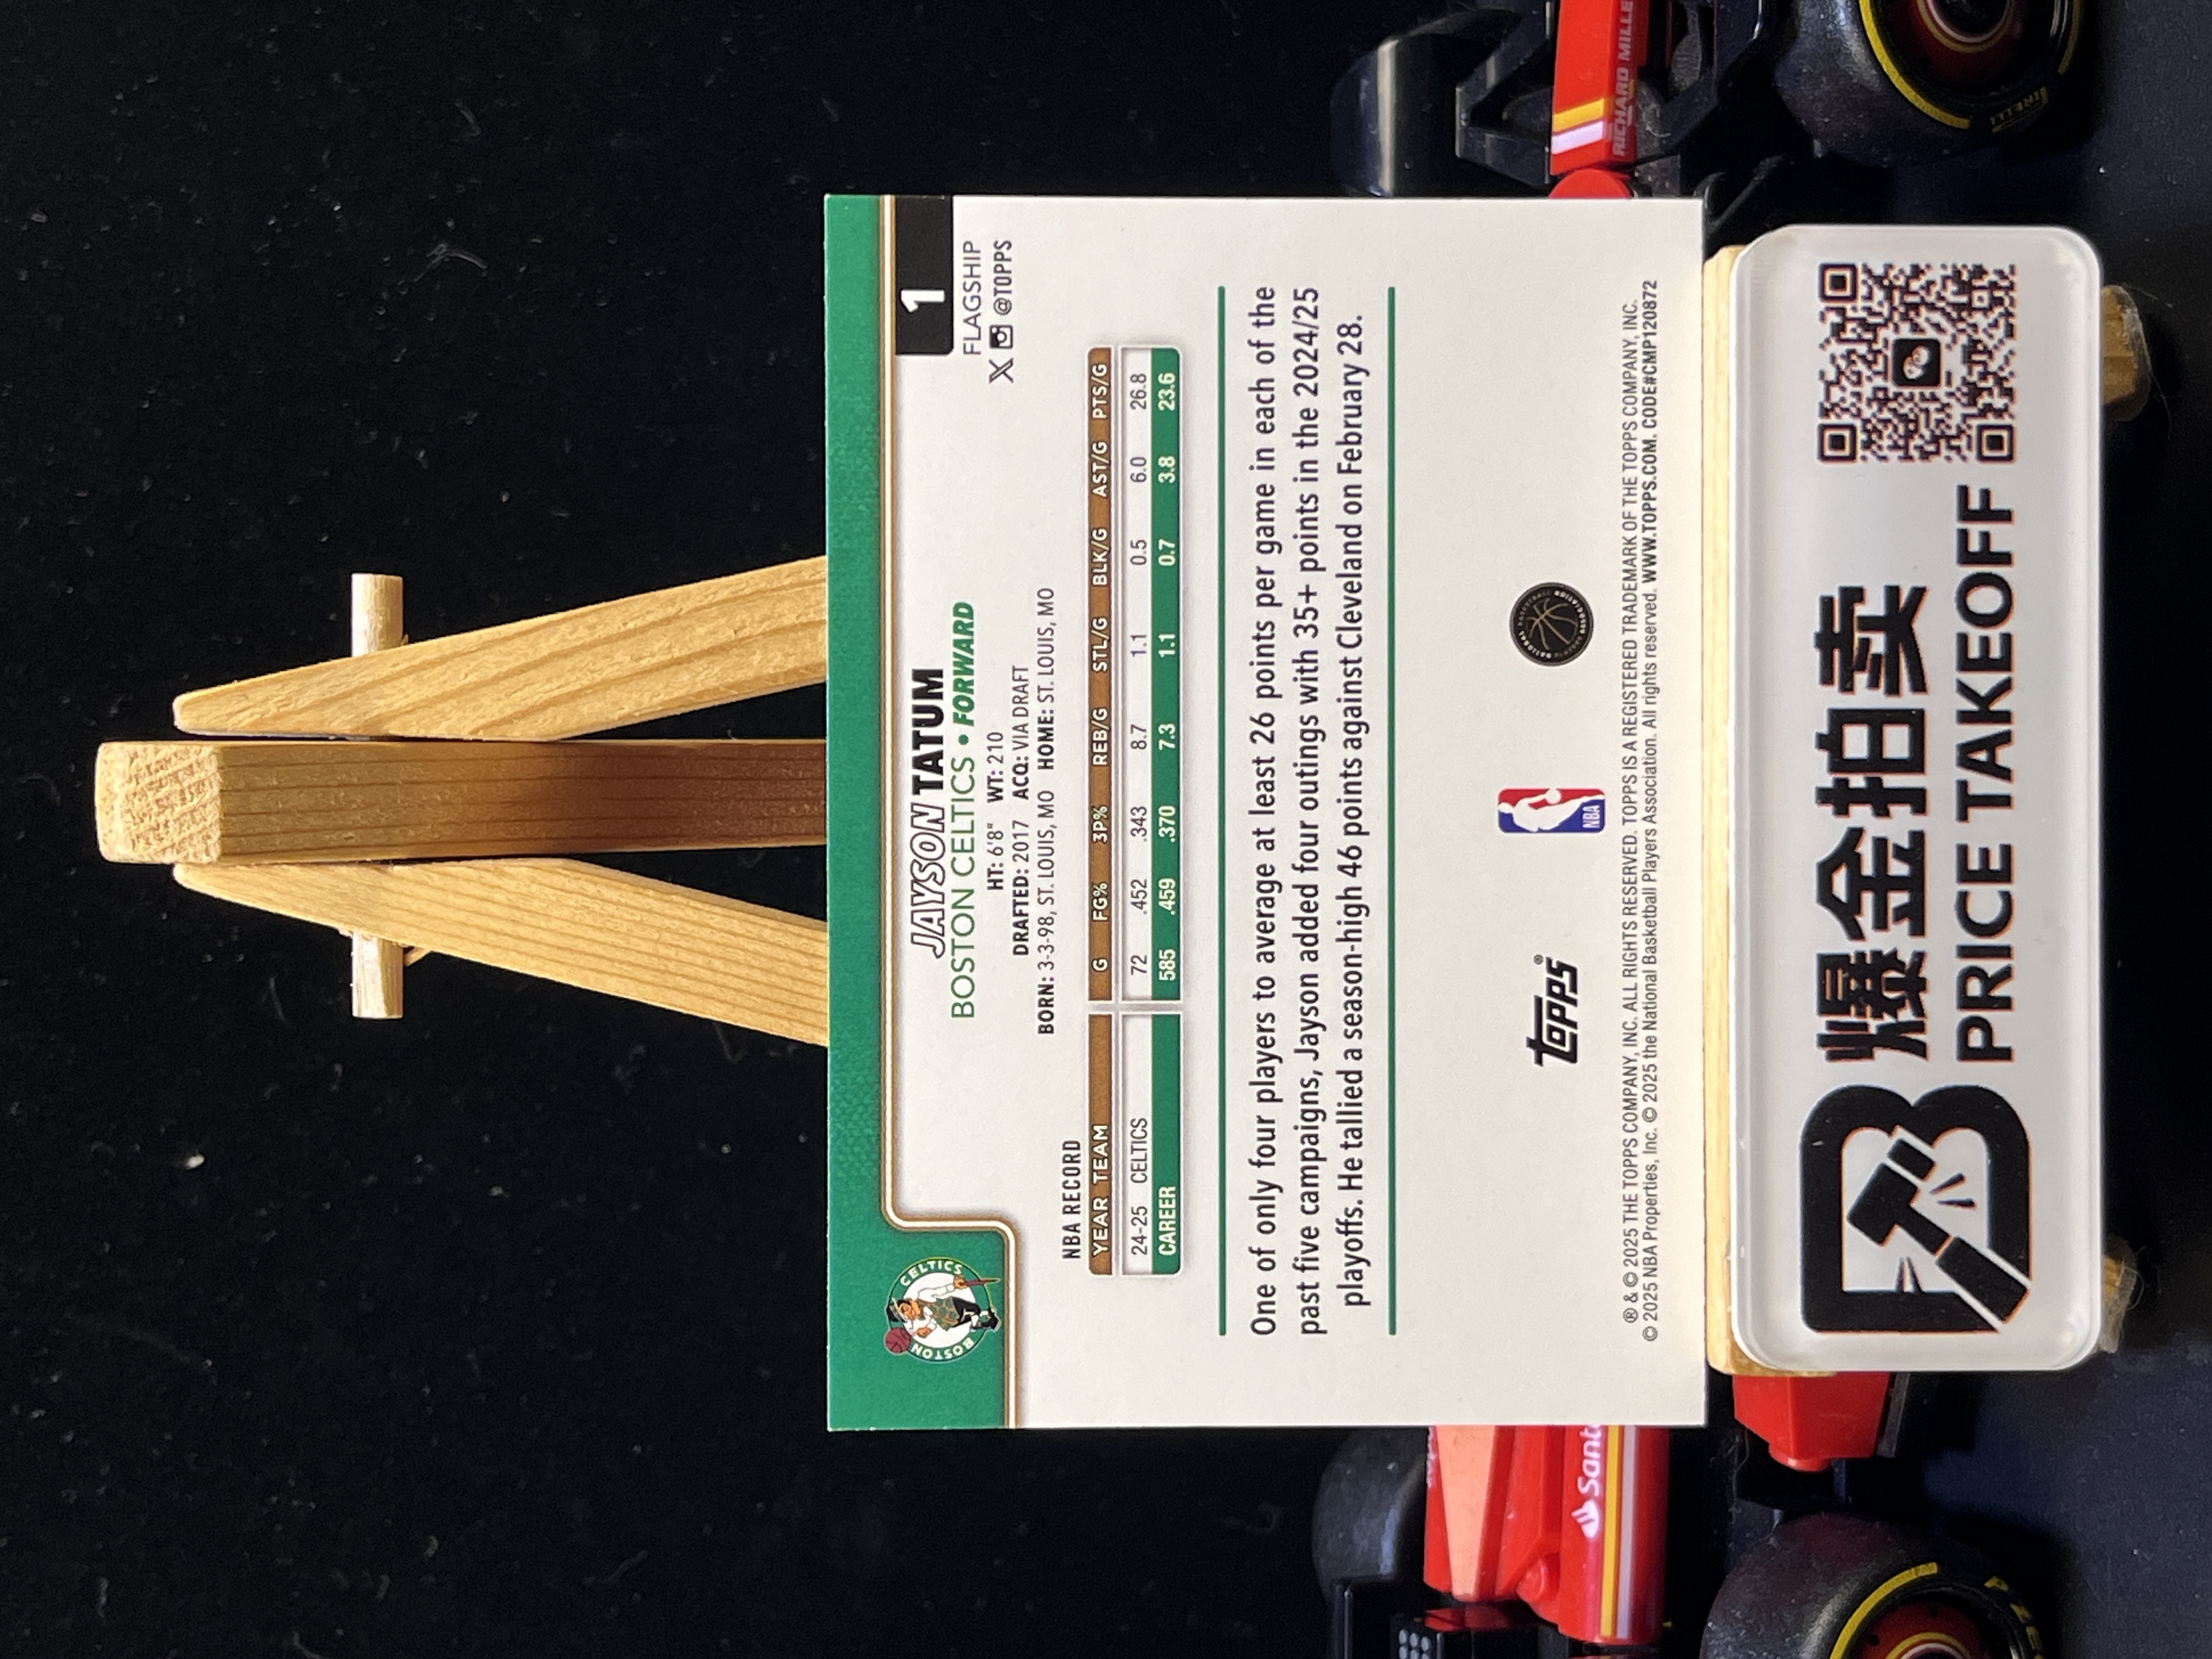 1
FLAGSHIP
X @TOPPS
JAYSON TATUM
BOSTON CELTICS • FORWARD
HT: 6'8" WT: 210
DRAFTED: 2017 ACQ: VIA DRAFT
BORN: 3-3-98, ST. LOUIS, MO HOME: ST. LOUIS, MO
BOSTON CELTICS
NBA RECORD
YEAR TEAM G FG% 3P% REB/G STL/G BLK/G AST/G PTS/G
24-25 CELTICS 72 .452 .343 8.7 1.1 0.5 6.0 26.8
CAREER 585 .459 .370 7.3 1.1 0.7 3.8 23.6
One of only four players to average at least 26 points per game in each of the
past five campaigns, Jayson added four outings with 35+ points in the 2024/25
playoffs. He tallied a season-high 46 points against Cleveland on February 28.
topps®
NBA
® & © 2025 THE TOPPS COMPANY, INC. ALL RIGHTS RESERVED. TOPPS IS A REGISTERED TRADEMARK OF THE TOPPS COMPANY, INC.
© 2025 NBA Properties, Inc. © 2025 the National Basketball Players Association. All rights reserved. WWW.TOPPS.COM. CODE#CMP120872
爆金拍卖
PRICE TAKEOFF
RICHARD MILLE
Sant